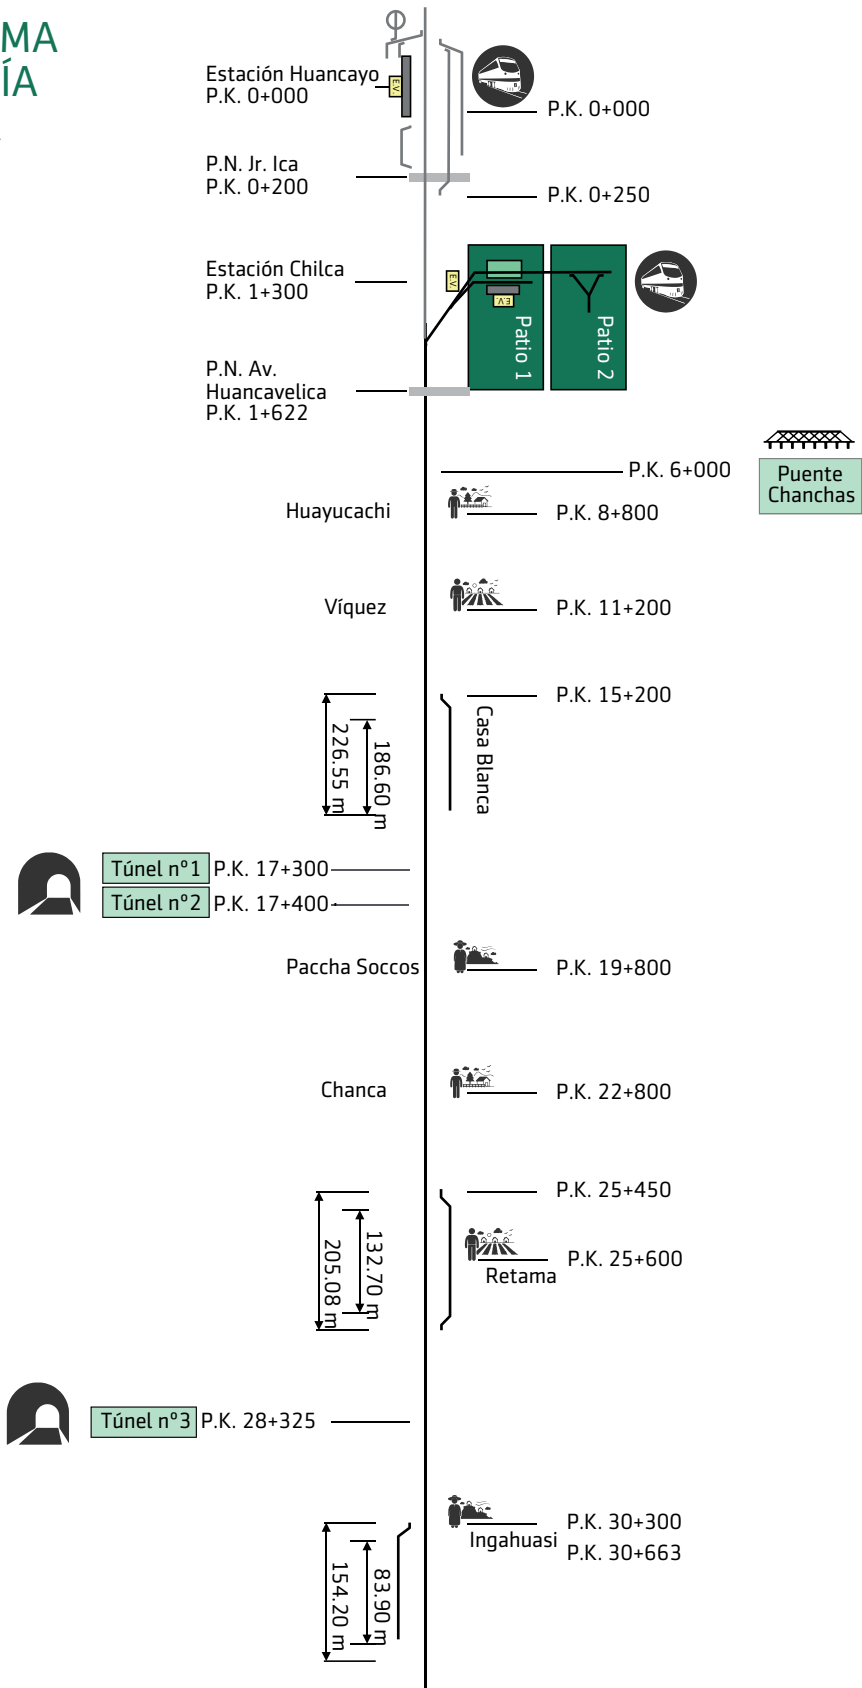 MA
ÍA
Estación Huancayo
P.K. 0+000
E.V.
P.K. 0+000
P.N. Jr. Ica
P.K. 0+200
P.K. 0+250
Estación Chilca
P.K. 1+300
E.V.
E.V.
Patio 1
Patio 2
P.N. Av.
Huancavelica
P.K. 1+622
P.K. 6+000
Puente
Chanchas
Huayucachi
P.K. 8+800
Víquez
P.K. 11+200
P.K. 15+200
Casa Blanca
186.60 m
226.55 m
Túnel nº1 P.K. 17+300
Túnel nº2 P.K. 17+400
Paccha Soccos
P.K. 19+800
Chanca
P.K. 22+800
P.K. 25+450
132.70 m
205.08 m
P.K. 25+600
Retama
Túnel nº3 P.K. 28+325
P.K. 30+300
Ingahuasi
P.K. 30+663
83.90 m
154.20 m